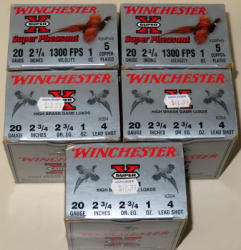 WINCHESTER
SUPER
X
Super Pheasant
20 2 3/4 1300 FPS 1 5
GAUGE INCHES VELOCITY OZ. COPPER PLATED
WINCHESTER
SUPER
X
Super Pheasant
20 2 3/4 1300 FPS 1 5
GAUGE INCHES VELOCITY OZ. COPPER PLATED
WINCHESTER
SUPER
X
HIGH BRASS GAME LOADS
20 2 3/4 2 3/4 1 4
GAUGE INCHES DR. EQ. OZ. LEAD SHOT
WINCHESTER
SUPER
X
HIGH BRASS GAME LOADS
20 2 3/4 2 3/4 1 4
GAUGE INCHES DR. EQ. OZ. LEAD SHOT
WINCHESTER
SUPER
X
HIGH BRASS GAME LOADS
20 2 3/4 2 3/4 1 4
GAUGE INCHES DR. EQ. OZ. LEAD SHOT